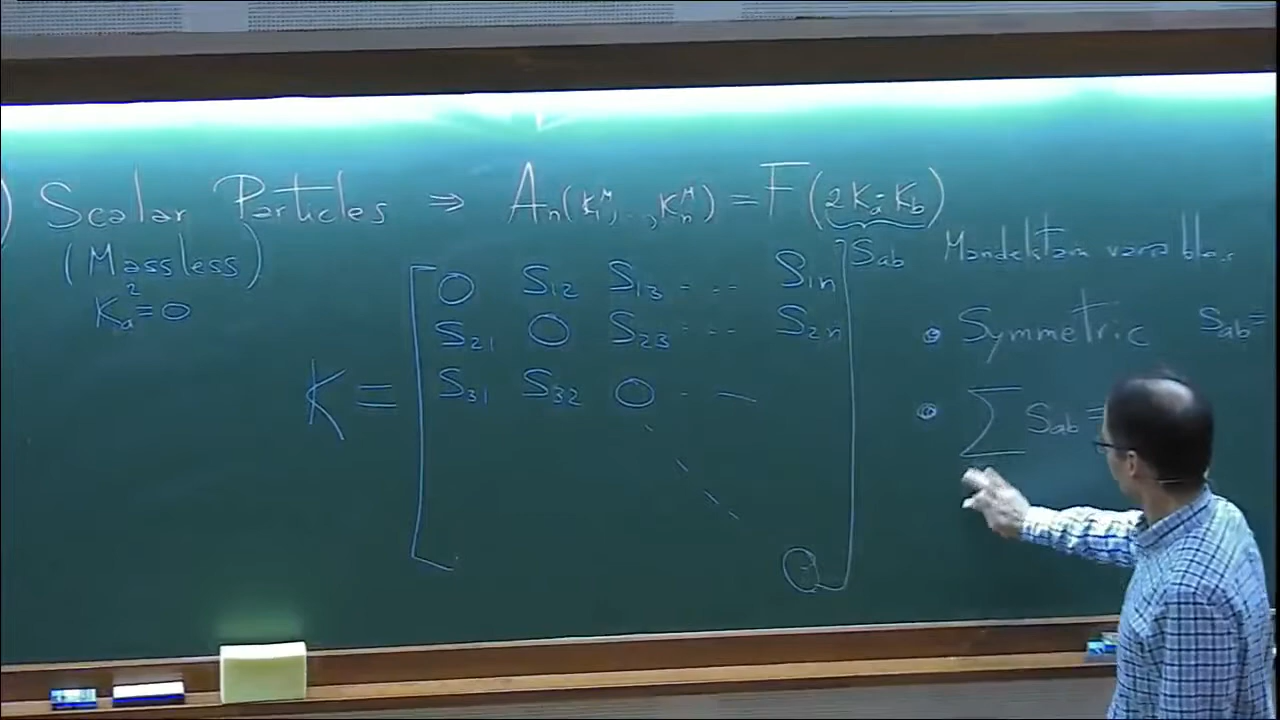 ) Scalar Particles ⇒ Aₙ(K₁^μ,..,Kₙ^μ) = F(2Kₐ·K_b)
(Massless)
Kₐ² = 0
S_ab Mandelstam variables
K = [ 0 S₁₂ S₁₃ - - - S₁ₙ
S₂₁ 0 S₂₃ - - - S₂ₙ
S₃₁ S₃₂ 0 - - 
0 ]
• Symmetric S_ab =
• ∑ S_ab =